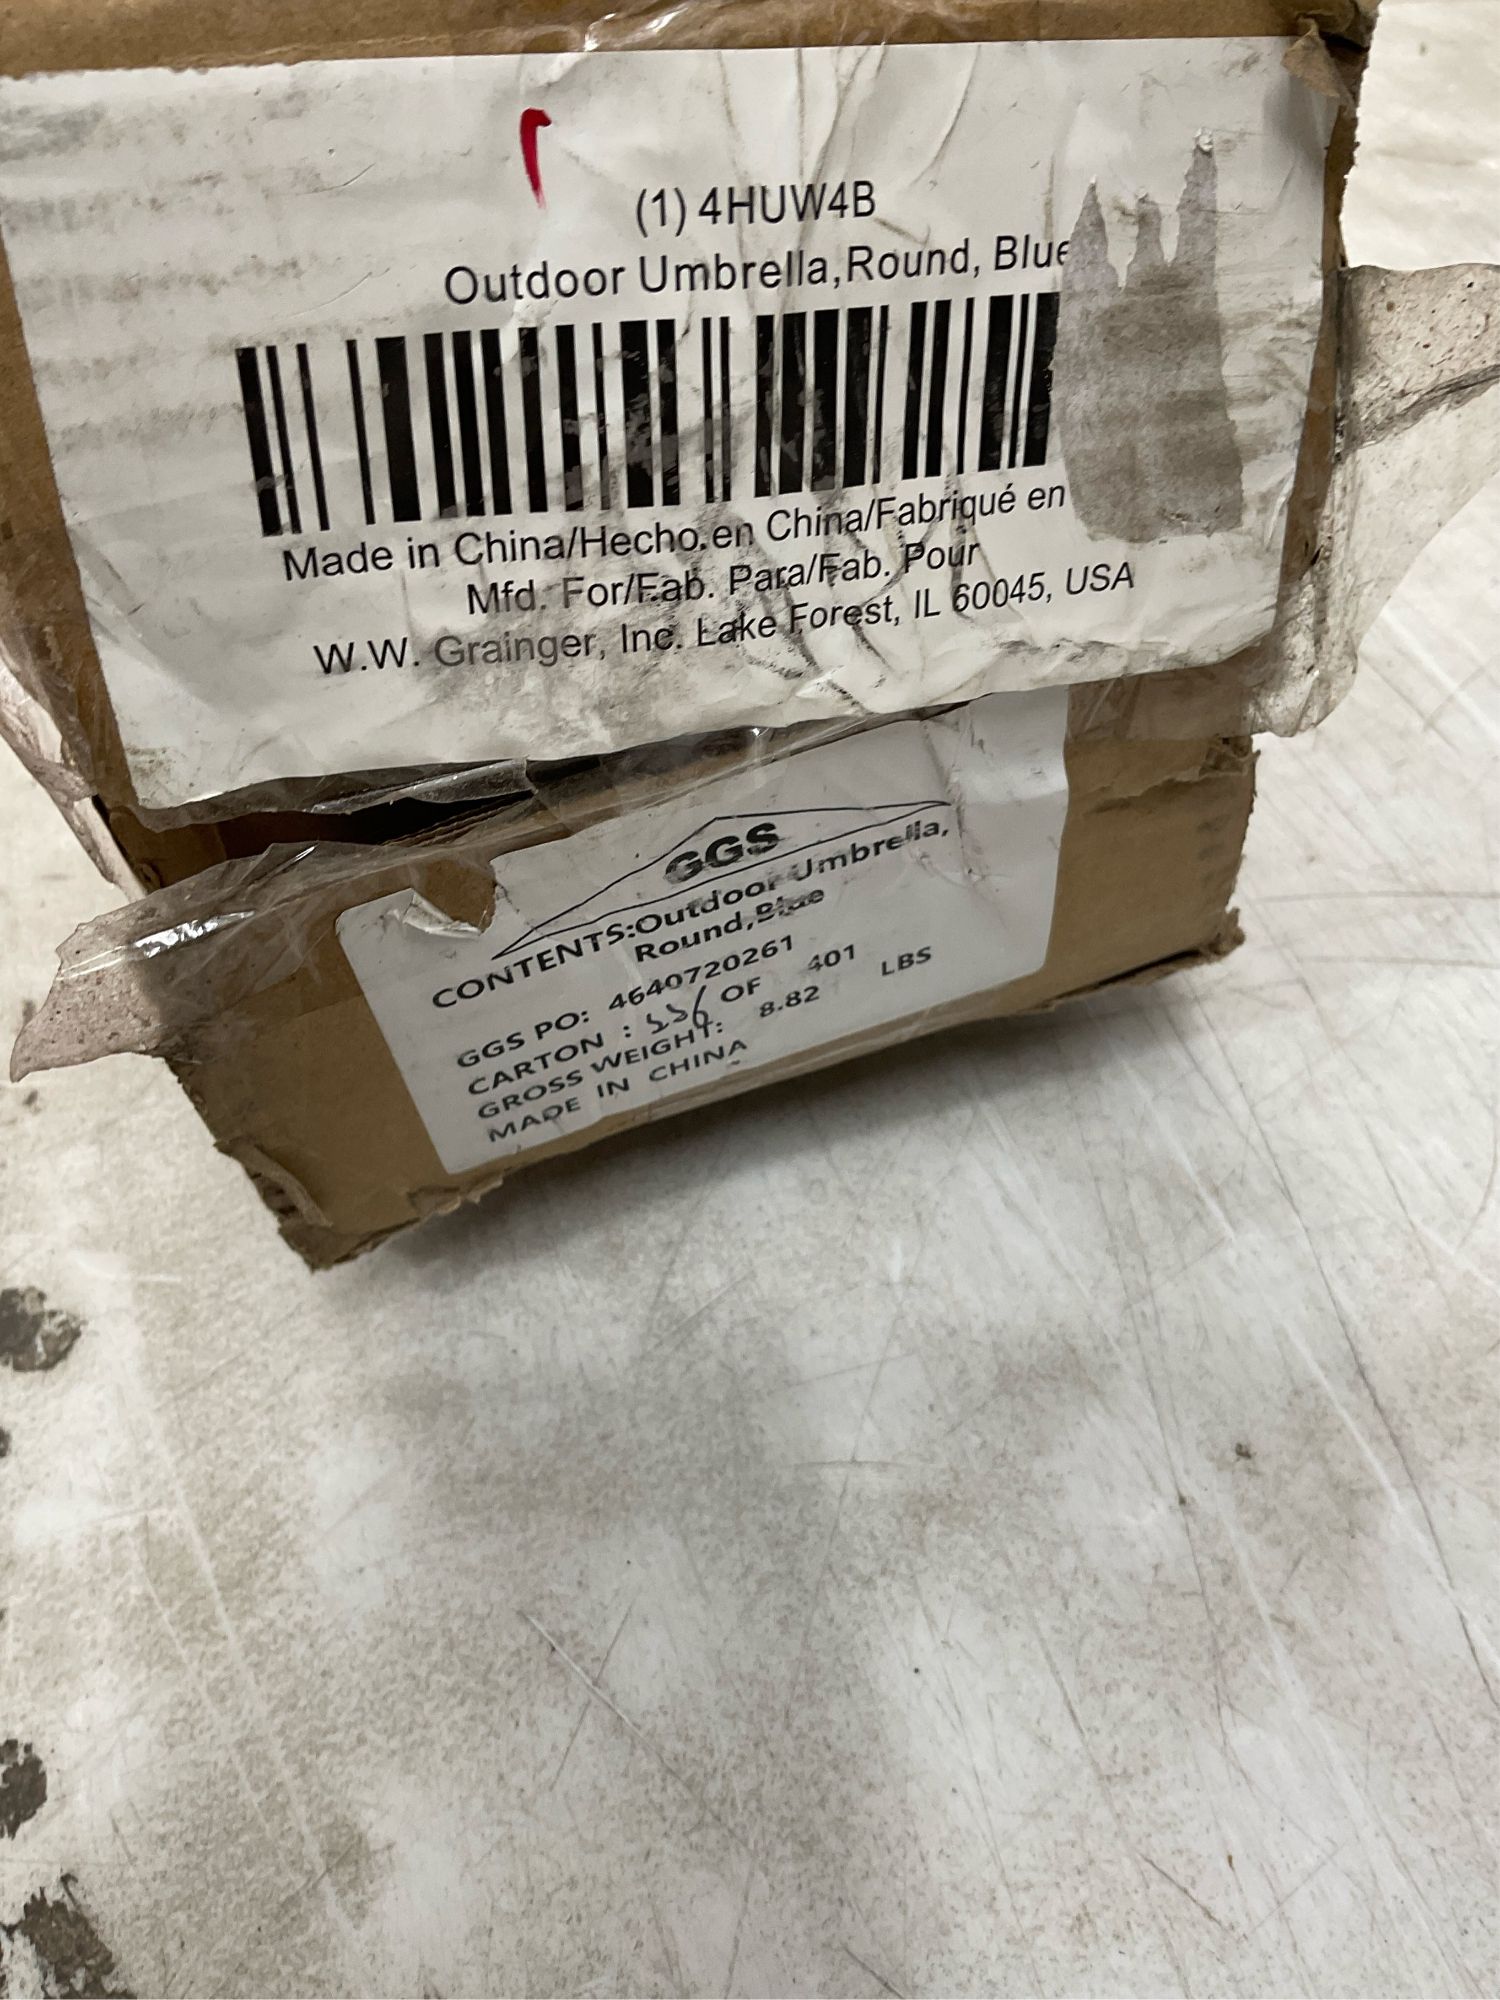 (1) 4HUW4B
Outdoor Umbrella,Round, Blue
Made in China/Hecho en China/Fabriqué en
Mfd. For/Fab. Para/Fab. Pour
W.W. Grainger, Inc. Lake Forest, IL 60045, USA
GGS
CONTENTS:Outdoor Umbrella,
Round,Blue
GGS PO: 4640720261
CARTON : OF 401
GROSS WEIGHT: 8.82 LBS
MADE IN CHINA